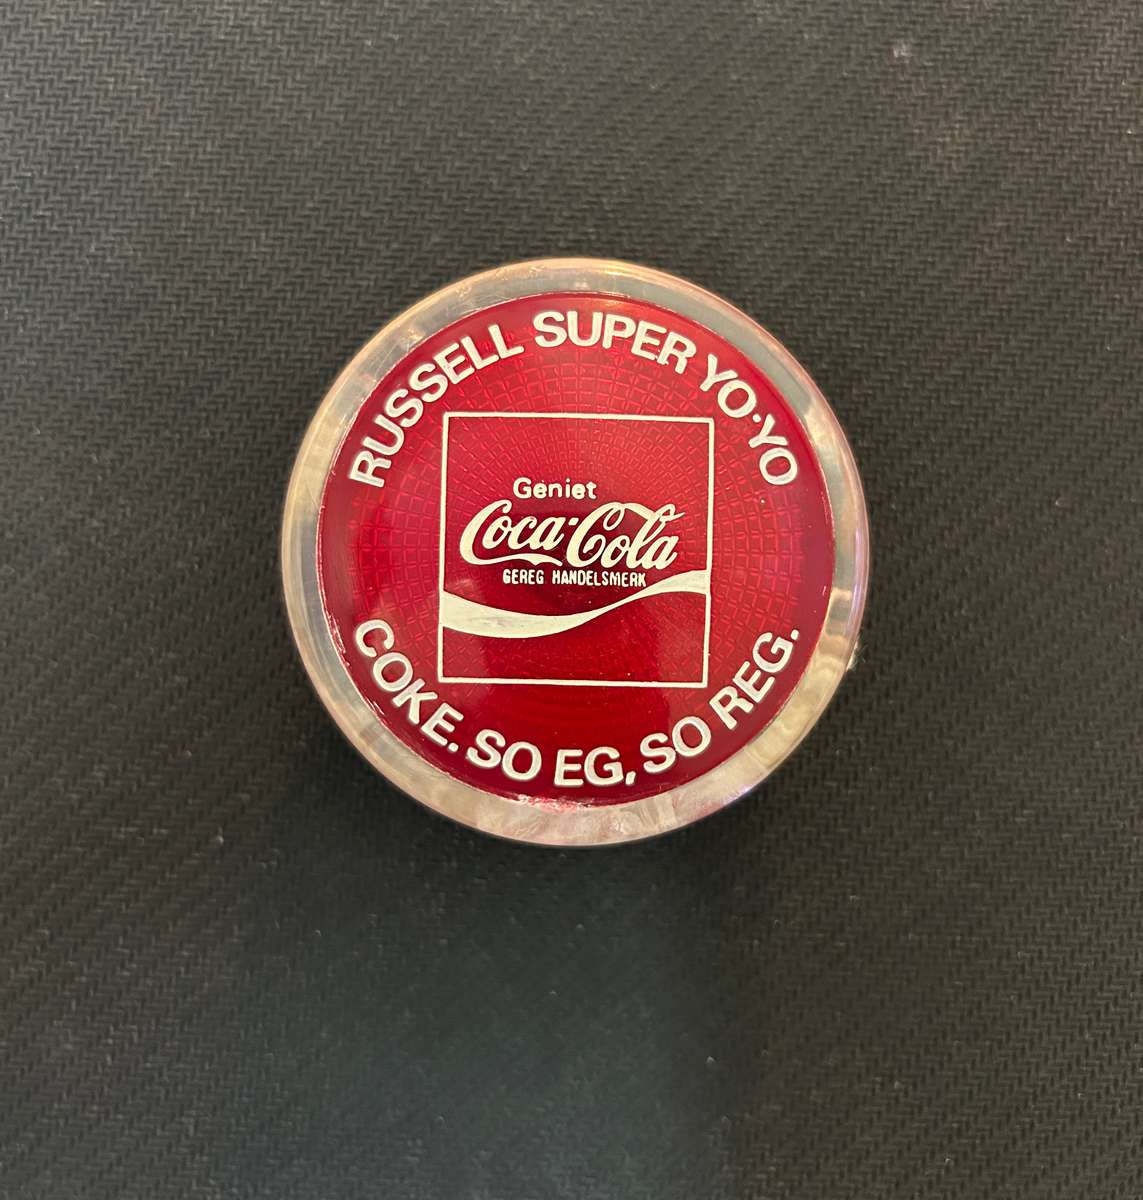 RUSSELL SUPER YO-YO
Geniet
Coca-Cola
GEREG HANDELSMERK
COKE. SO EG, SO REG.